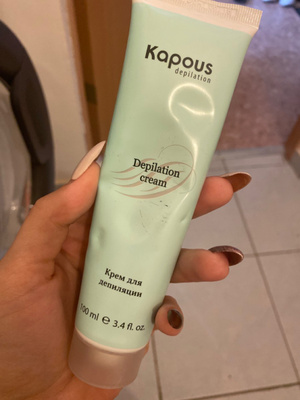 Kapous
depilation
Depilation
cream
Крем для
депиляции
100 ml ℮ 3.4 fl. oz.